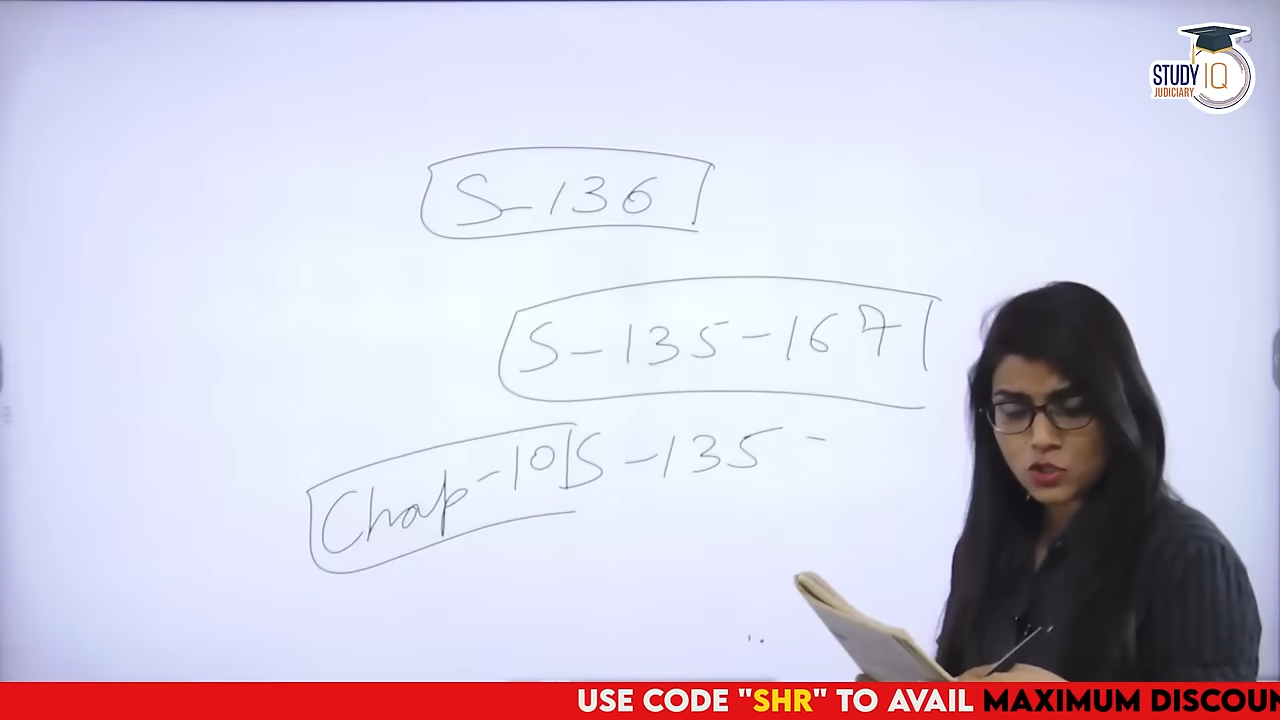 STUDY IQ
JUDICIARY
S-136
S-135-167
Chap-10 S-135-
USE CODE "SHR" TO AVAIL MAXIMUM DISCOUN